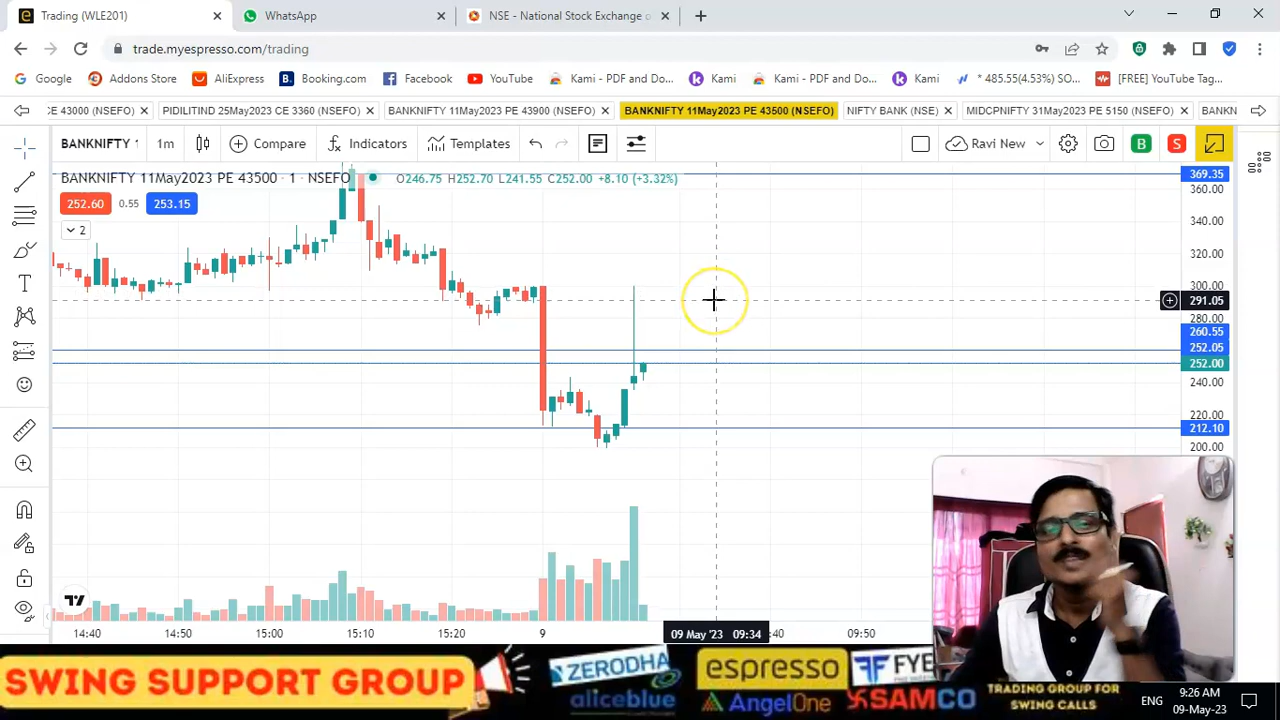 Trading (WLE201)
WhatsApp
NSE - National Stock Exchange o
trade.myespresso.com/trading
Google
Addons Store
AliExpress
Booking.com
Facebook
YouTube
Kami - PDF and Do...
Kami
Kami - PDF and Do...
Kami
* 485.55(4.53%) SO...
[FREE] YouTube Tag...
CE 43000 (NSEFO)
PIDILITIND 25May2023 CE 3360 (NSEFO)
BANKNIFTY 11May2023 PE 43900 (NSEFO)
BANKNIFTY 11May2023 PE 43500 (NSEFO)
NIFTY BANK (NSE)
MIDCPNIFTY 31May2023 PE 5150 (NSEFO)
BANKN
BANKNIFTY 1
1m
Compare
Indicators
Templates
Ravi New
B
S
BANKNIFTY 11May2023 PE 43500 · 1 · NSEFO
O246.75 H252.70 L241.55 C252.00 +8.10 (+3.32%)
252.60
0.55
253.15
2
369.35
360.00
340.00
320.00
300.00
291.05
280.00
260.55
252.05
252.00
240.00
220.00
212.10
200.00
14:40
14:50
15:00
15:10
15:20
9
09 May '23 09:34
:40
09:50
SWING SUPPORT GROUP
ZERODHA
aliceblue
espresso
AngelOne
FYE
SAMCO
TRADING GROUP FOR
SWING CALLS
ENG
9:26 AM
09-May-23